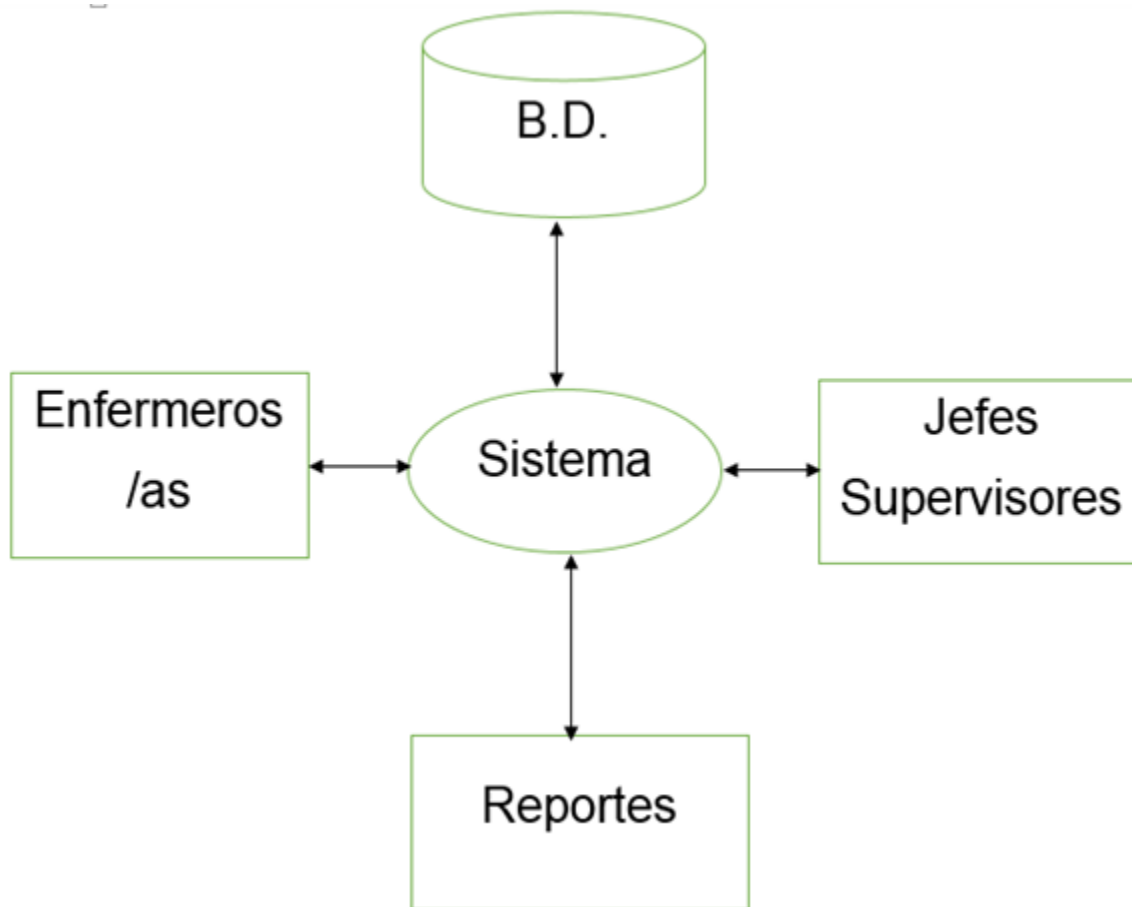 B.D.
Enfermeros
/as
Sistema
Jefes
Supervisores
Reportes